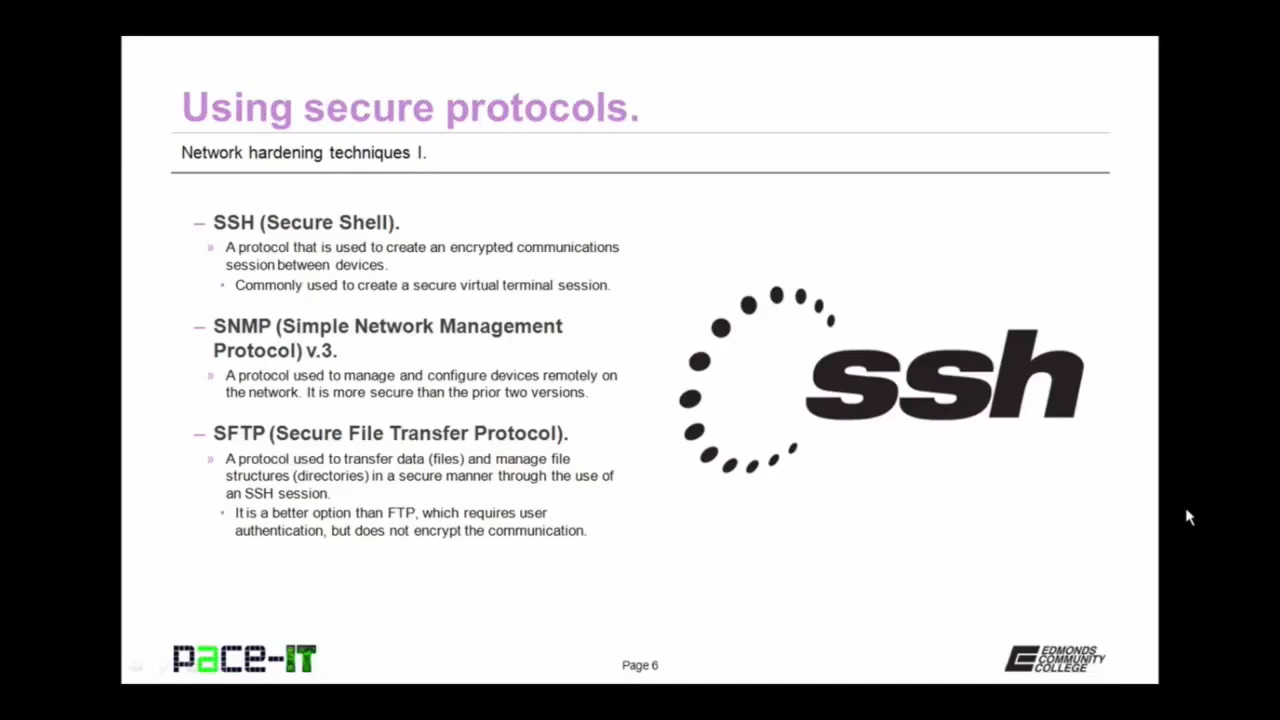 Using secure protocols.
Network hardening techniques I.
– SSH (Secure Shell).
» A protocol that is used to create an encrypted communications
session between devices.
• Commonly used to create a secure virtual terminal session.
– SNMP (Simple Network Management
Protocol) v.3.
» A protocol used to manage and configure devices remotely on
the network. It is more secure than the prior two versions.
– SFTP (Secure File Transfer Protocol).
» A protocol used to transfer data (files) and manage file
structures (directories) in a secure manner through the use of
an SSH session.
• It is a better option than FTP, which requires user
authentication, but does not encrypt the communication.
ssh
pace-IT
Page 6
EDMONDS
COMMUNITY
COLLEGE